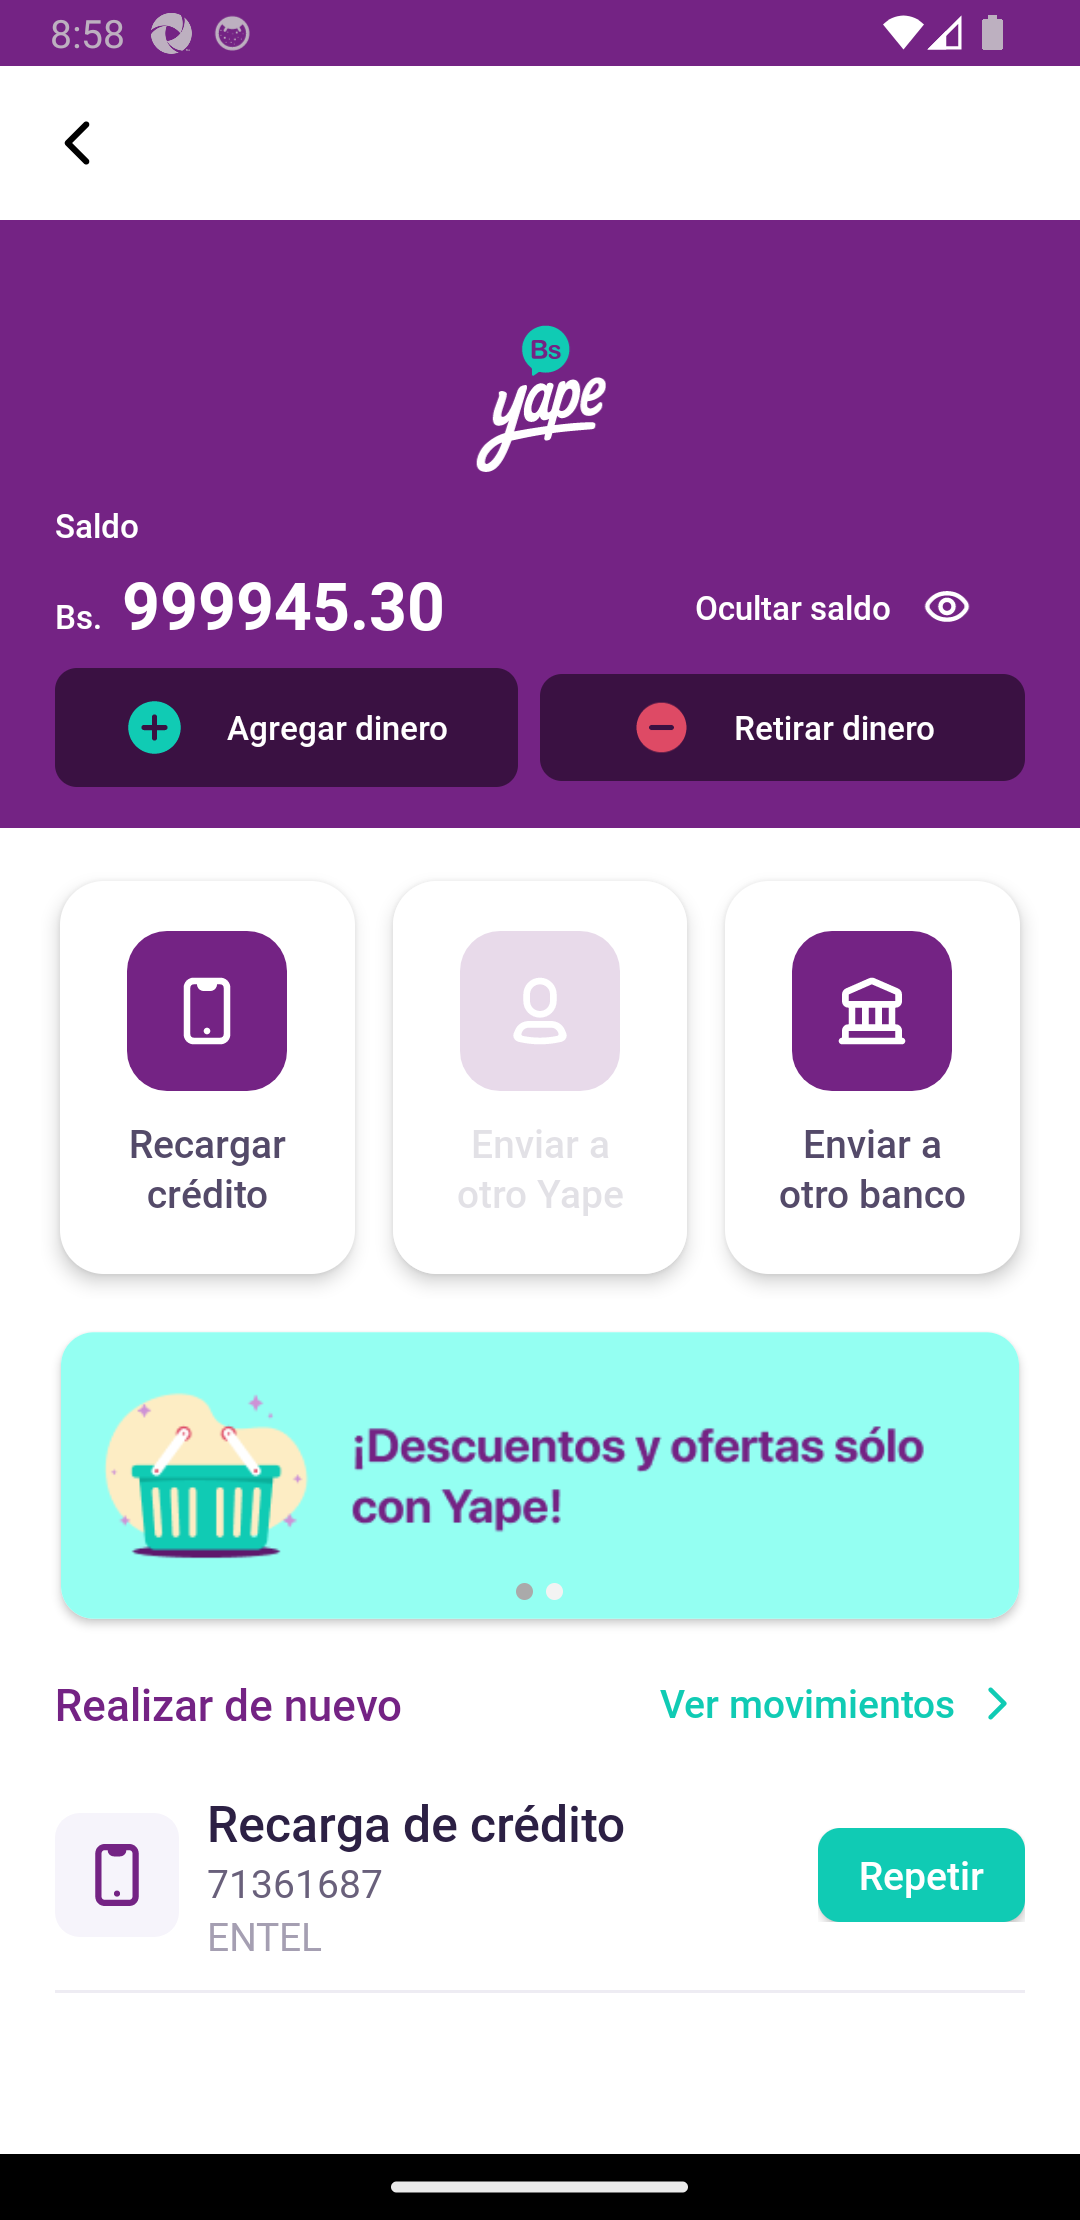 8:58
Bs
yape
Saldo
Bs. 999945.30
Ocultar saldo
Agregar dinero
Retirar dinero
Recargar
crédito
Enviar a
otro Yape
Enviar a
otro banco
¡Descuentos y ofertas sólo
con Yape!
Realizar de nuevo
Ver movimientos
Recarga de crédito
71361687
ENTEL
Repetir